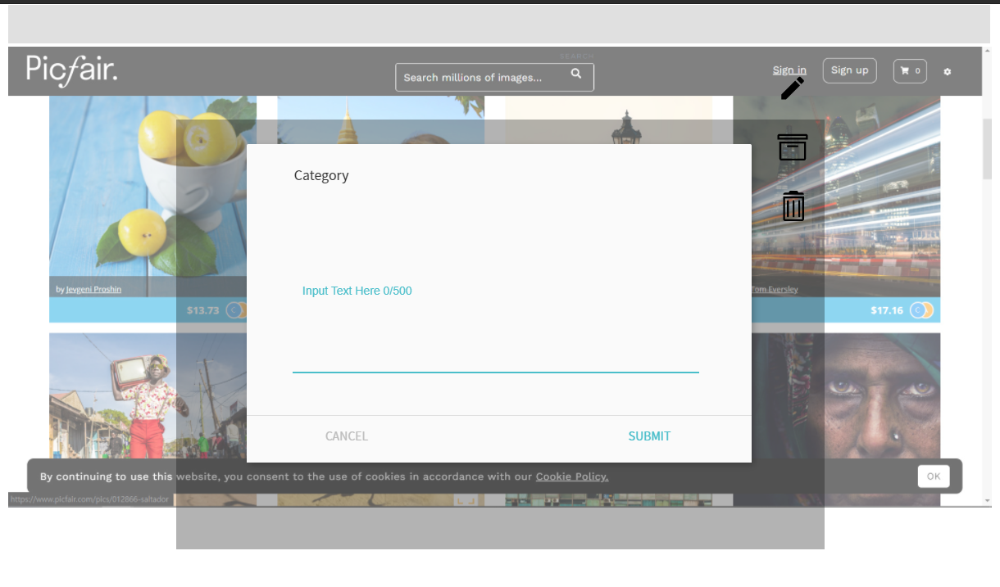 Picfair.
SEARCH
Search millions of images...
Sign in
Sign up
0
Category
Input Text Here 0/500
by Jevgeni Proshin
Tom Eversley
$13.73
C
$17.16
C
CANCEL
SUBMIT
By continuing to use this website, you consent to the use of cookies in accordance with our Cookie Policy.
OK
https://www.picfair.com/pics/012866-saltador